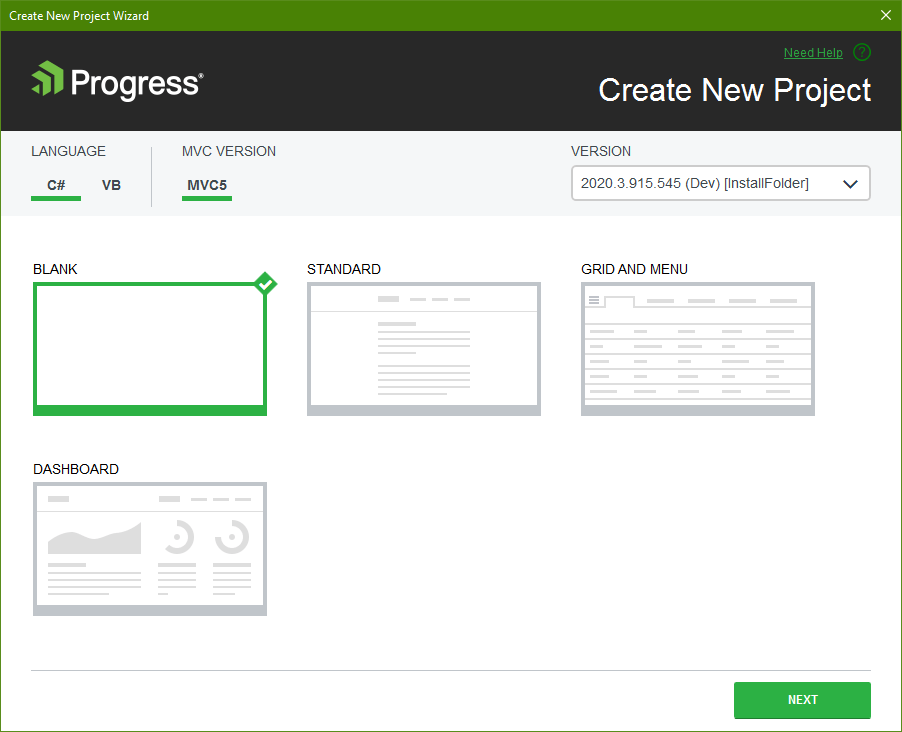 Create New Project Wizard
Need Help ?
Progress®
Create New Project
LANGUAGE
MVC VERSION
VERSION
C#
VB
MVC5
2020.3.915.545 (Dev) [InstallFolder]
BLANK
STANDARD
GRID AND MENU
DASHBOARD
NEXT